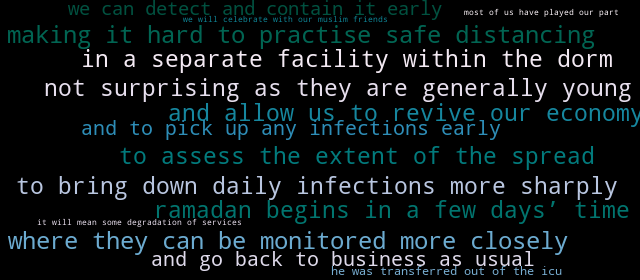 we can detect and contain it early
most of us have played our part
we will celebrate with our muslim friends
making it hard to practise safe distancing
in a separate facility within the dorm
not surprising as they are generally young
and allow us to revive our economy
and to pick up any infections early
to assess the extent of the spread
to bring down daily infections more sharply
ramadan begins in a few days’ time
it will mean some degradation of services
where they can be monitored more closely
and go back to business as usual
he was transferred out of the icu